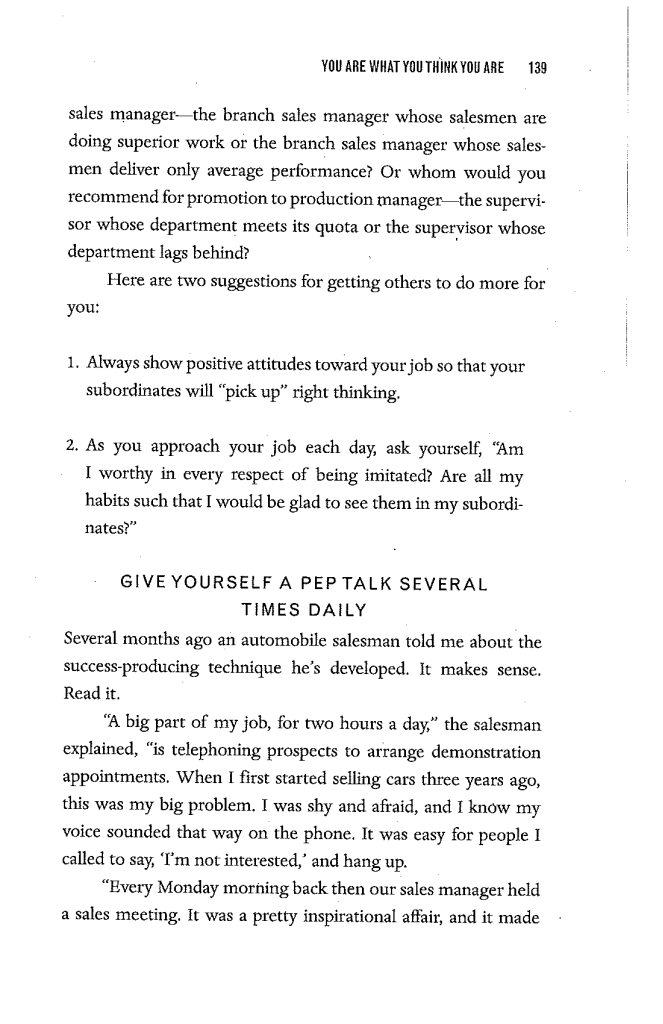 YOU ARE WHAT YOU THINK YOU ARE 139
sales manager—the branch sales manager whose salesmen are
doing superior work or the branch sales manager whose sales-
men deliver only average performance? Or whom would you
recommend for promotion to production manager—the supervi-
sor whose department meets its quota or the supervisor whose
department lags behind?
Here are two suggestions for getting others to do more for
you:
1. Always show positive attitudes toward your job so that your
subordinates will “pick up” right thinking.
2. As you approach your job each day, ask yourself, “Am
I worthy in every respect of being imitated? Are all my
habits such that I would be glad to see them in my subordi-
nates?”
GIVE YOURSELF A PEP TALK SEVERAL
TIMES DAILY
Several months ago an automobile salesman told me about the
success-producing technique he’s developed. It makes sense.
Read it.
“A big part of my job, for two hours a day,” the salesman
explained, “is telephoning prospects to arrange demonstration
appointments. When I first started selling cars three years ago,
this was my big problem. I was shy and afraid, and I know my
voice sounded that way on the phone. It was easy for people I
called to say, ‘I’m not interested,’ and hang up.
“Every Monday morning back then our sales manager held
a sales meeting. It was a pretty inspirational affair, and it made